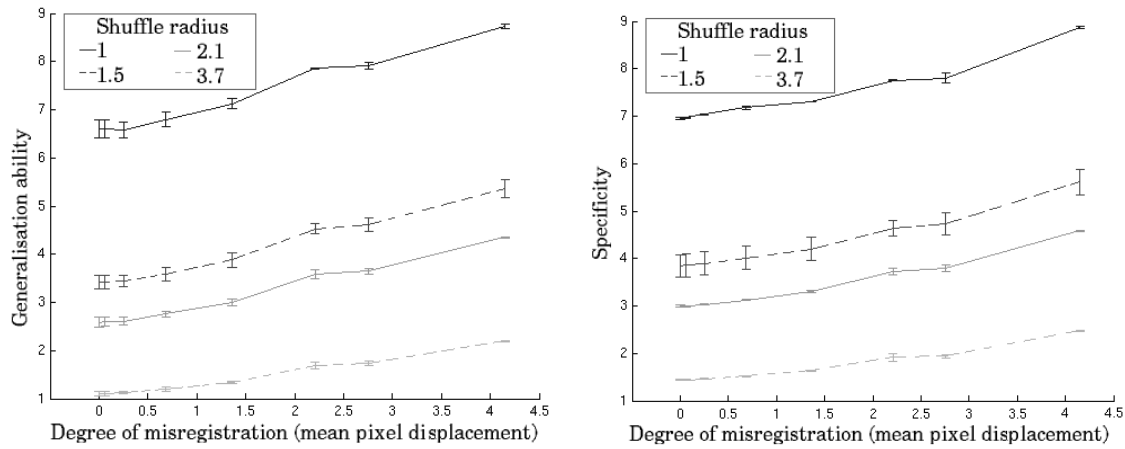 Shuffle radius
1 2.1
1.5 3.7
9
8
7
6
5
4
3
2
1
Generalisation ability
0 0.5 1 1.5 2 2.5 3 3.5 4 4.5
Degree of misregistration (mean pixel displacement)
Shuffle radius
1 2.1
1.5 3.7
9
8
7
6
5
4
3
2
1
Specificity
0 0.5 1 1.5 2 2.5 3 3.5 4 4.5
Degree of misregistration (mean pixel displacement)